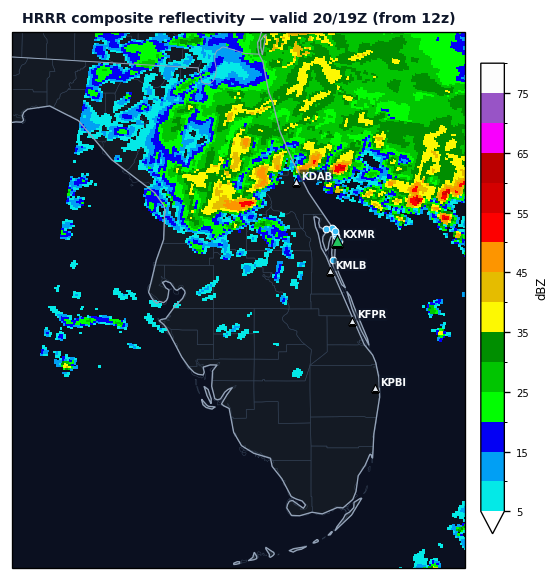 HRRR composite reflectivity — valid 20/19Z (from 12z)
KDAB
KXMR
KMLB
KFPR
KPBI
75
65
55
45
35
25
15
5
dBZ